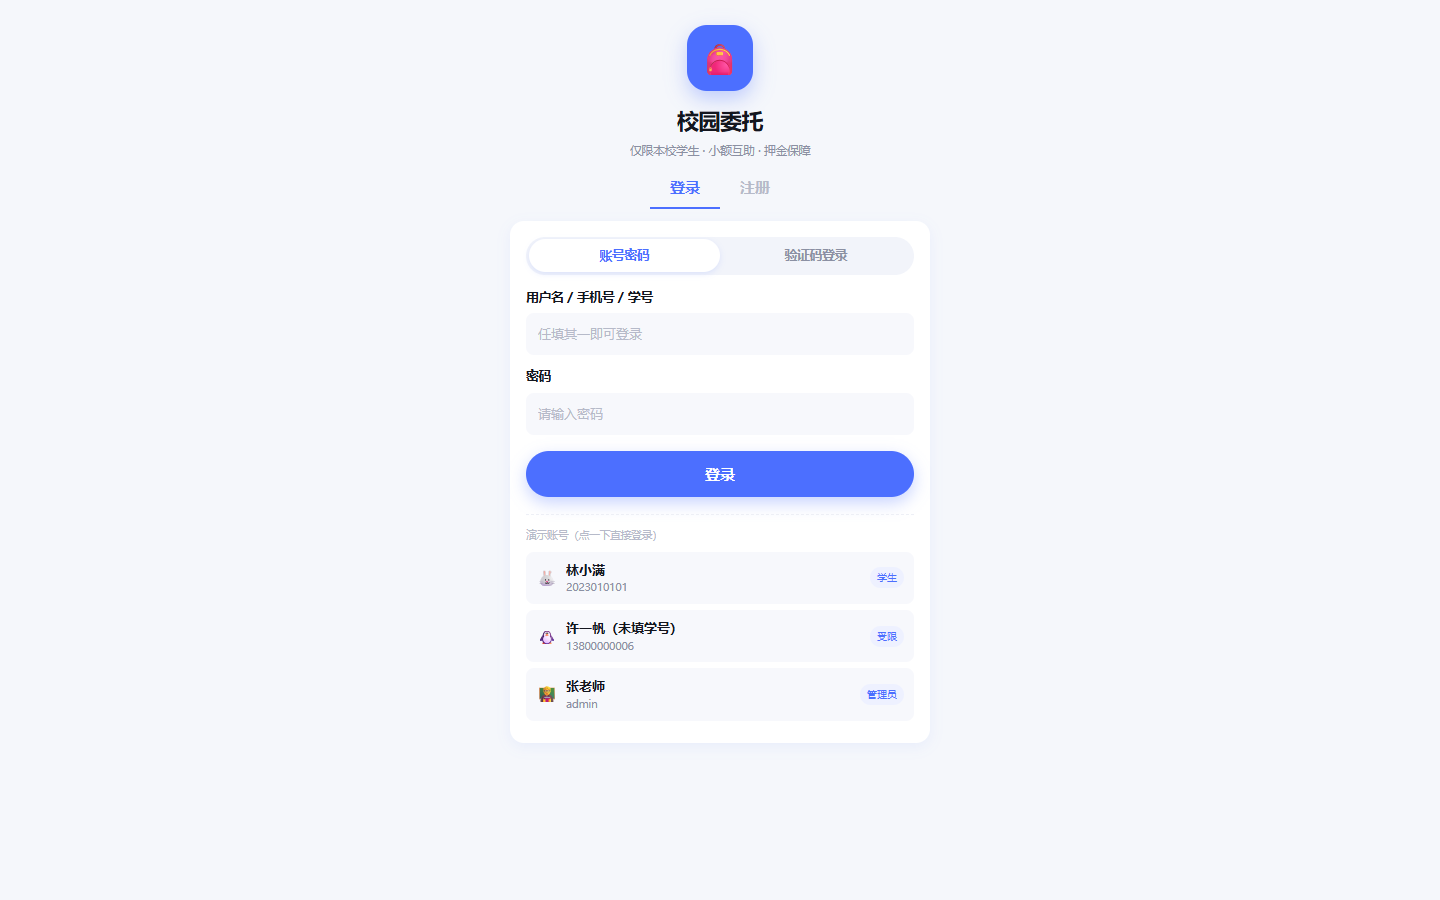 校园委托
仅限本校学生 · 小额互助 · 押金保障
登录 注册
账号密码 验证码登录
用户名 / 手机号 / 学号
任填其一即可登录
密码
请输入密码
登录
演示账号（点一下直接登录）
林小满
2023010101
学生
许一帆（未填学号）
13800000006
受限
张老师
admin
管理员